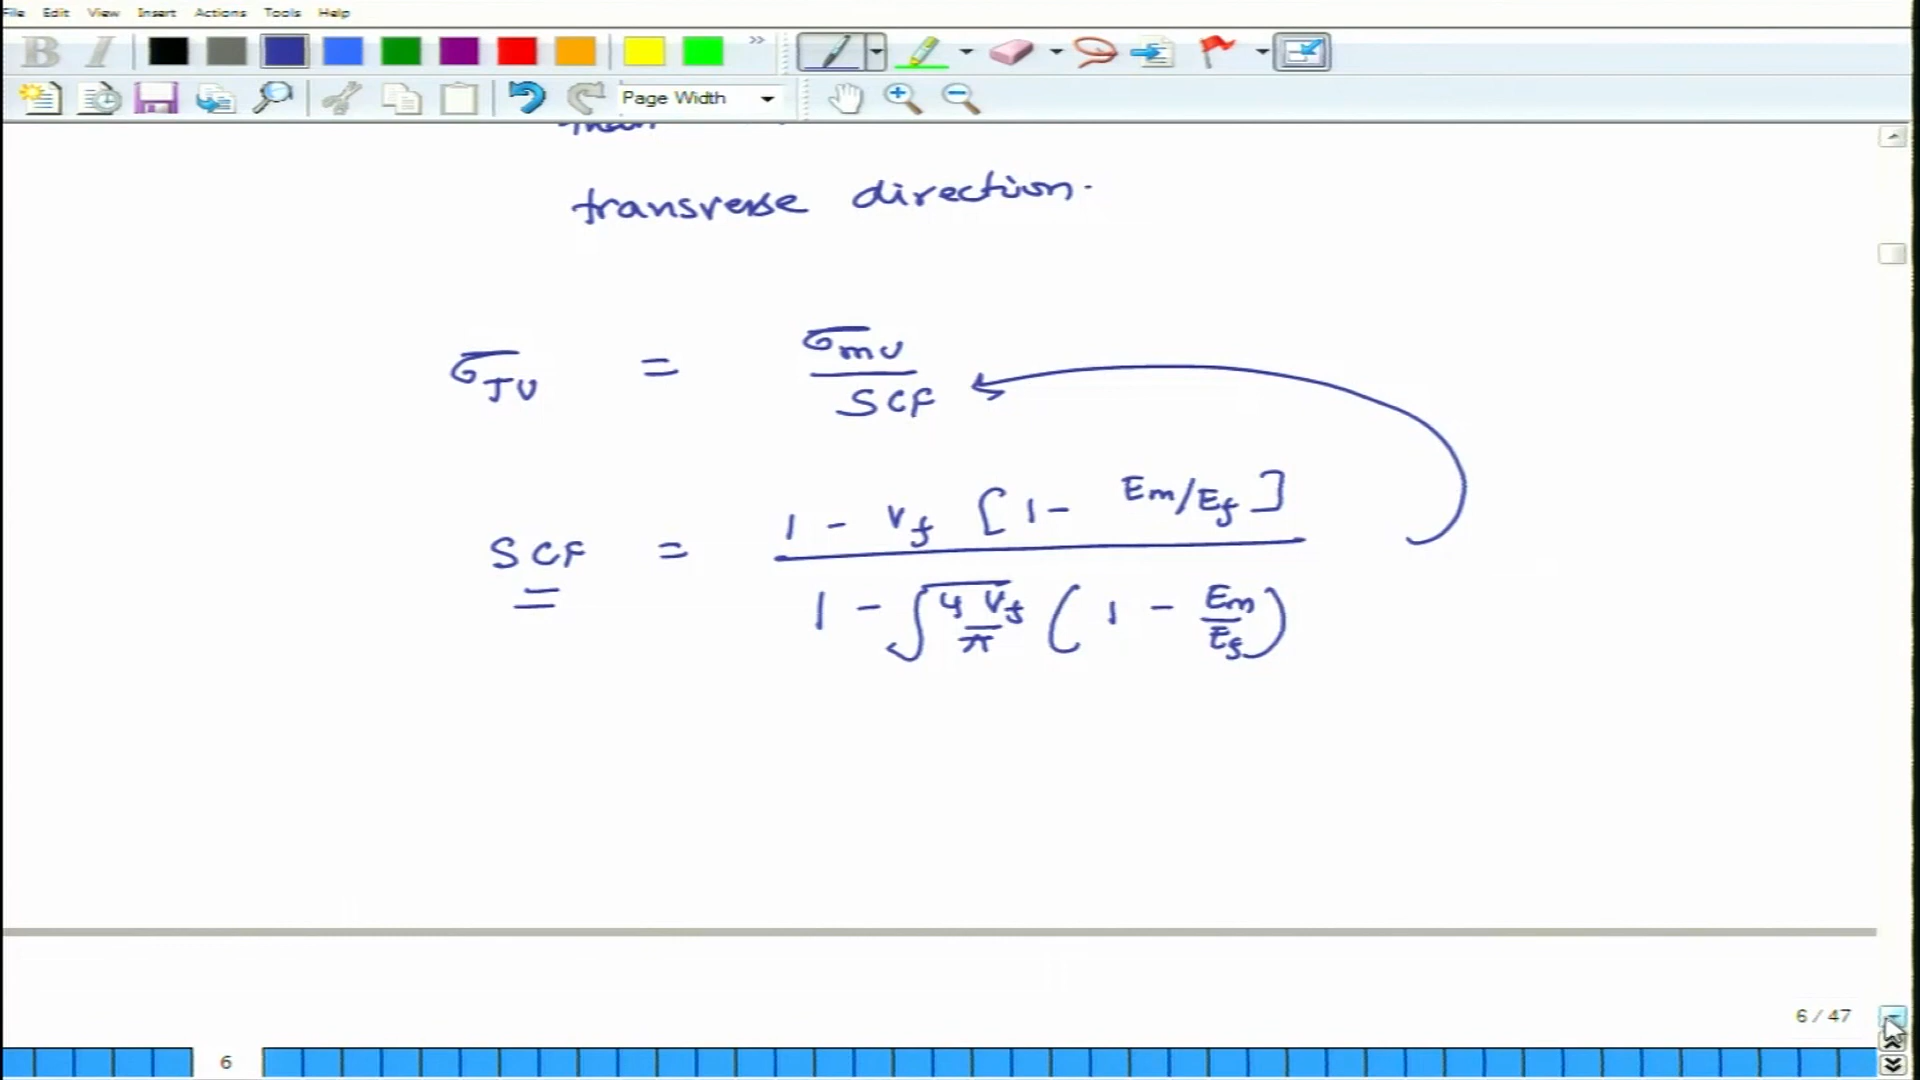 File Edit View Insert Actions Tools Help
B I
Page Width
transverse direction.
σTU = σmu / SCF
SCF = 1 - Vf [1 - Em/Ef] / 1 - √(4Vf/π) (1 - Em/Ef)
6 / 47
6